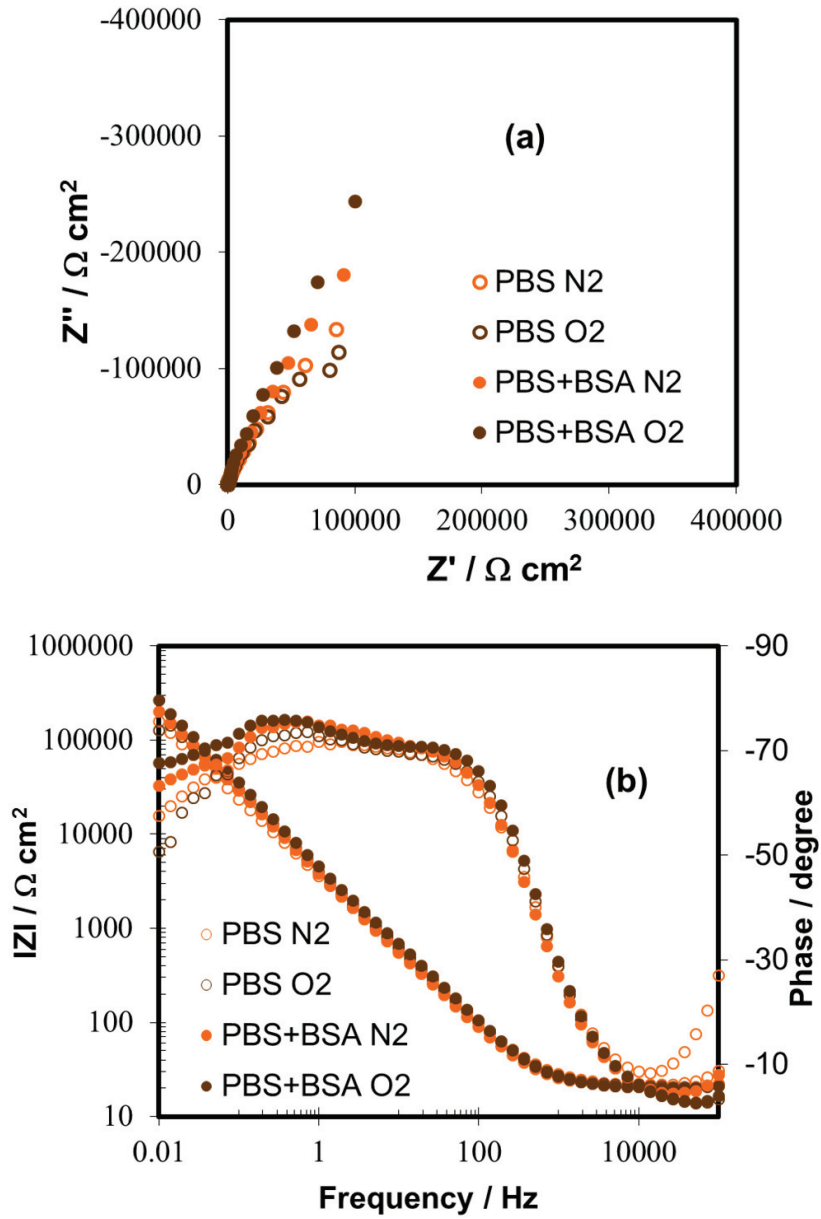 -400000
-300000
-200000
-100000
0
Z" / Ω cm²
(a)
PBS N2
PBS O2
PBS+BSA N2
PBS+BSA O2
0
100000
200000
300000
400000
Z' / Ω cm²
1000000
100000
10000
1000
100
10
IZI / Ω cm²
(b)
PBS N2
PBS O2
PBS+BSA N2
PBS+BSA O2
-90
-70
-50
-30
-10
Phase / degree
0.01
1
100
10000
Frequency / Hz